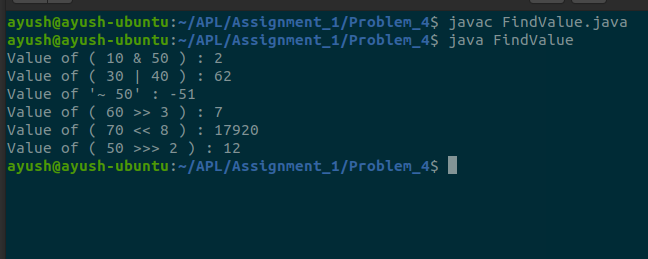 ayush@ayush-ubuntu:~/APL/Assignment_1/Problem_4$ javac FindValue.java
ayush@ayush-ubuntu:~/APL/Assignment_1/Problem_4$ java FindValue
Value of ( 10 & 50 ) : 2
Value of ( 30 | 40 ) : 62
Value of '~ 50' : -51
Value of ( 60 >> 3 ) : 7
Value of ( 70 << 8 ) : 17920
Value of ( 50 >>> 2 ) : 12
ayush@ayush-ubuntu:~/APL/Assignment_1/Problem_4$